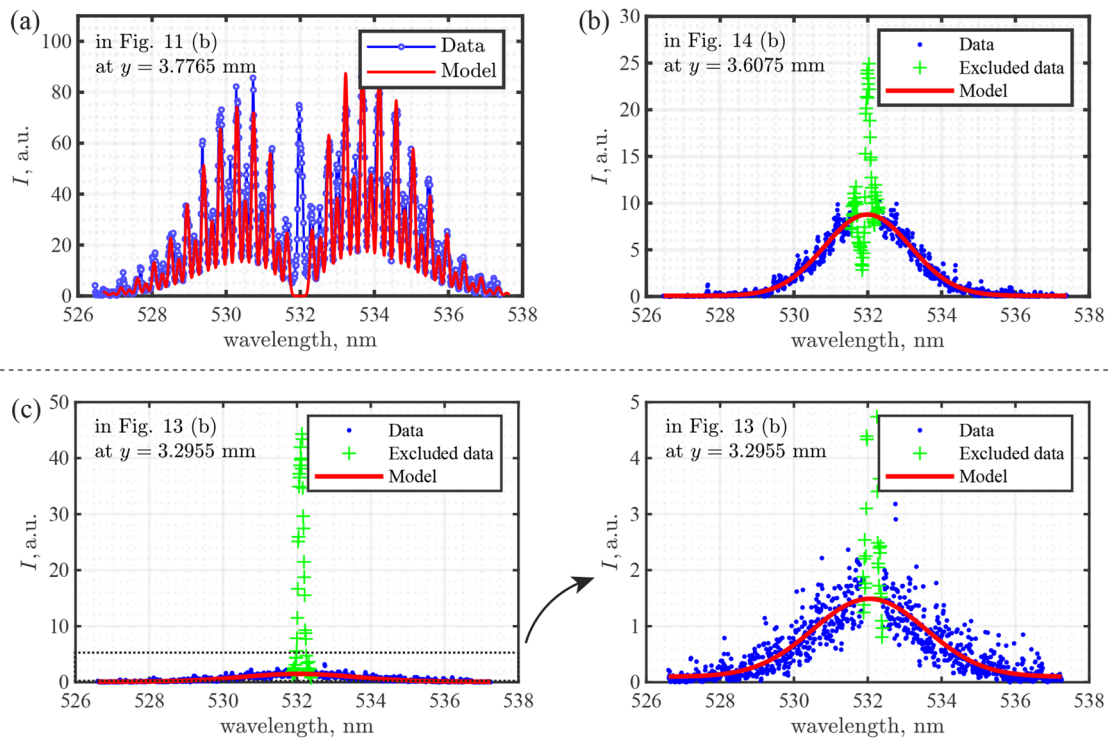 (a)
in Fig. 11 (b)
at y = 3.7765 mm
Data
Model
I, a.u.
100
80
60
40
20
0
526 528 530 532 534 536 538
wavelength, nm
(b)
in Fig. 14 (b)
at y = 3.6075 mm
Data
Excluded data
Model
I, a.u.
30
25
20
15
10
5
0
526 528 530 532 534 536 538
wavelength, nm
(c)
in Fig. 13 (b)
at y = 3.2955 mm
Data
Excluded data
Model
I, a.u.
50
40
30
20
10
0
526 528 530 532 534 536 538
wavelength, nm
in Fig. 13 (b)
at y = 3.2955 mm
Data
Excluded data
Model
I, a.u.
5
4
3
2
1
0
526 528 530 532 534 536 538
wavelength, nm